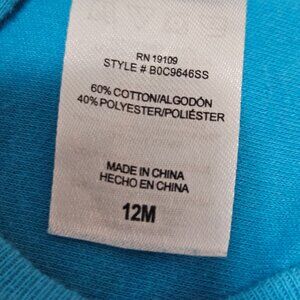 RN 19109
STYLE # B0C9646SS
60% COTTON/ALGODÓN
40% POLYESTER/POLIÉSTER
MADE IN CHINA
HECHO EN CHINA
12M